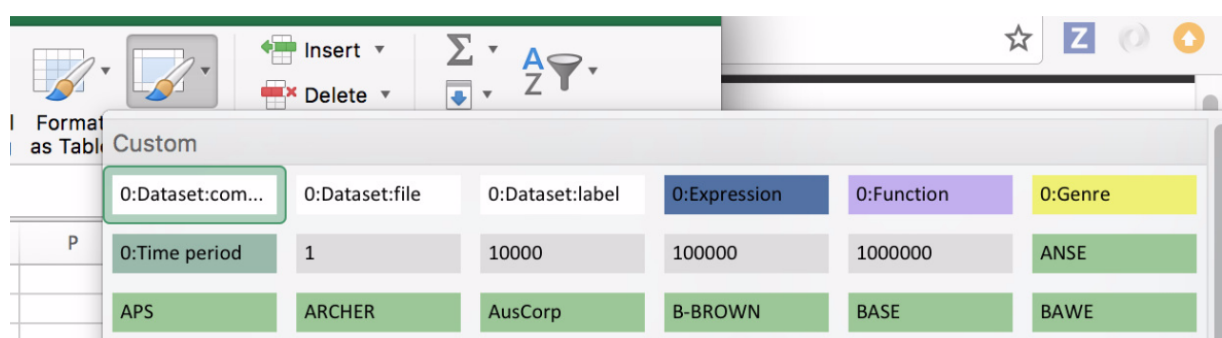 Insert
Σ
A
Z
Z
Delete
Format
as Tabl
Custom
0:Dataset:com... 0:Dataset:file 0:Dataset:label 0:Expression 0:Function 0:Genre
P
0:Time period 1 10000 100000 1000000 ANSE
APS ARCHER AusCorp B-BROWN BASE BAWE